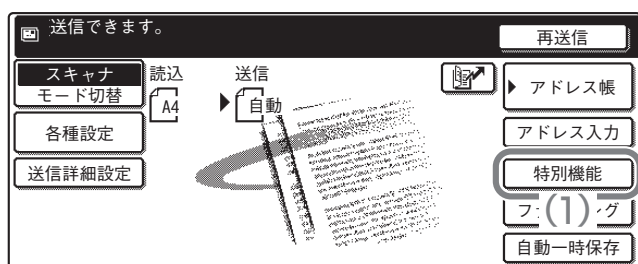 送信できます。
再送信
スキャナ
モード切替
読込
A4
送信
自動
アドレス帳
各種設定
アドレス入力
送信詳細設定
特別機能
(1)
自動一時保存